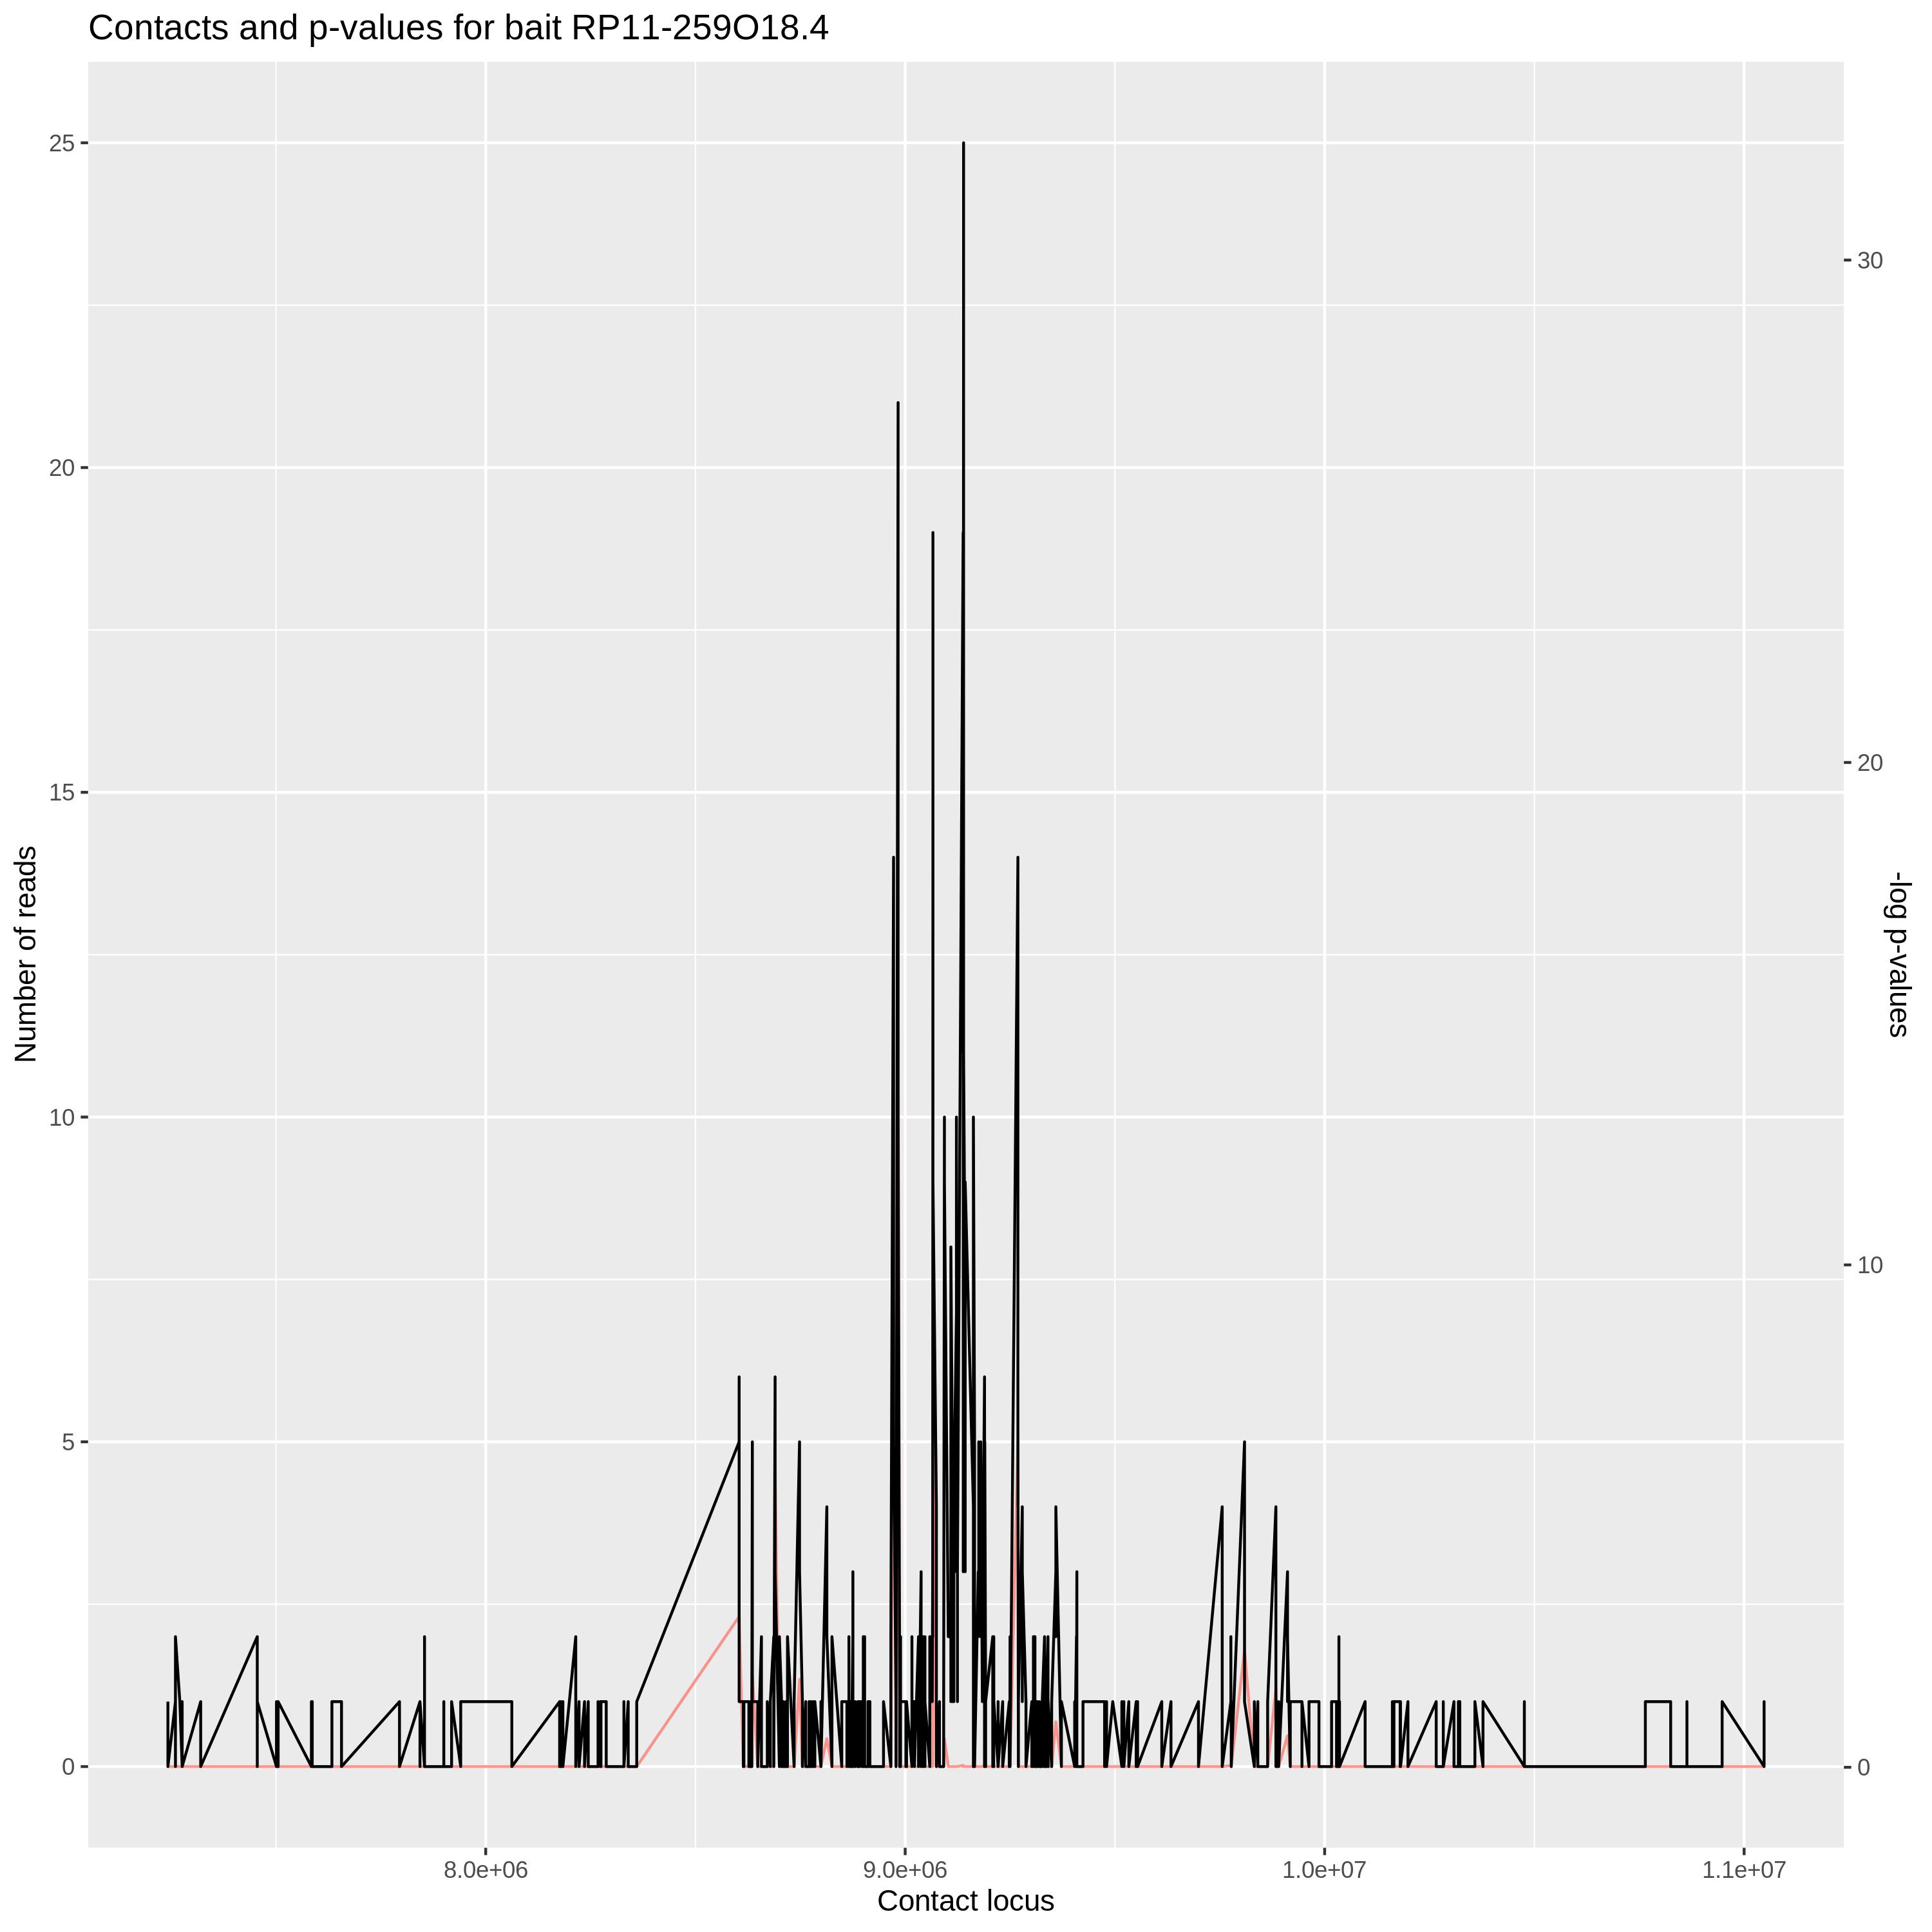 Contacts and p-values for bait RP11-259O18.4
25
20
15
10
5
0
Number of reads
30
20
10
0
-log p-values
8.0e+06
9.0e+06
1.0e+07
1.1e+07
Contact locus